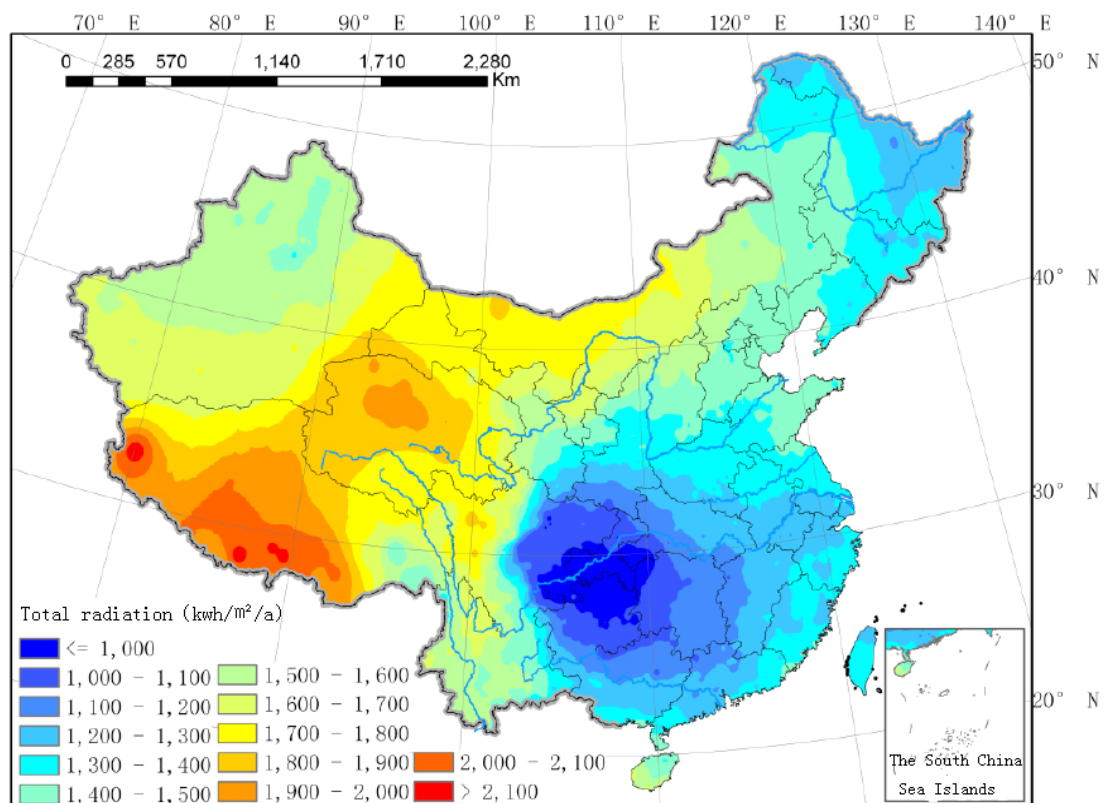 70° E 80° E 90° E 100° E 110° E 120° E 130° E 140° E
0 285 570 1,140 1,710 2,280
Km
50° N
40° N
30° N
20° N
Total radiation (kwh/m²/a)
<= 1,000
1,000 - 1,100
1,100 - 1,200
1,200 - 1,300
1,300 - 1,400
1,400 - 1,500
1,500 - 1,600
1,600 - 1,700
1,700 - 1,800
1,800 - 1,900
1,900 - 2,000
2,000 - 2,100
> 2,100
The South China
Sea Islands